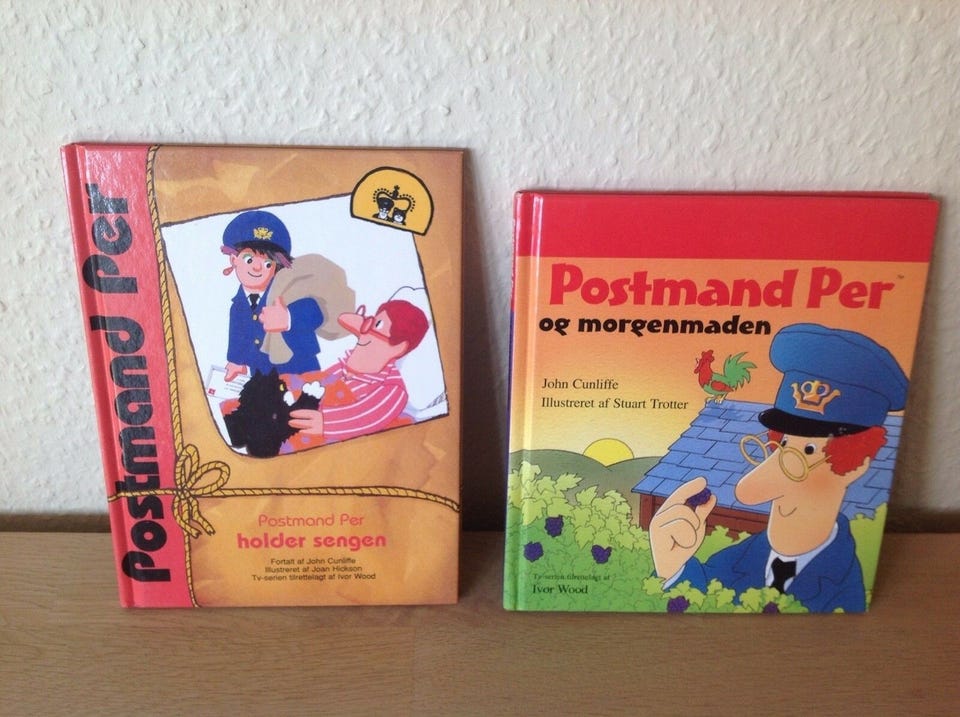 Postmand Per
Postmand Per
holder sengen
Fortalt af John Cunliffe
Illustreret af Joan Hickson
Tv-serien tilrettelagt af Ivor Wood
Postmand Per™
og morgenmaden
John Cunliffe
Illustreret af Stuart Trotter
Tv-serien tilrettelagt af
Ivor Wood